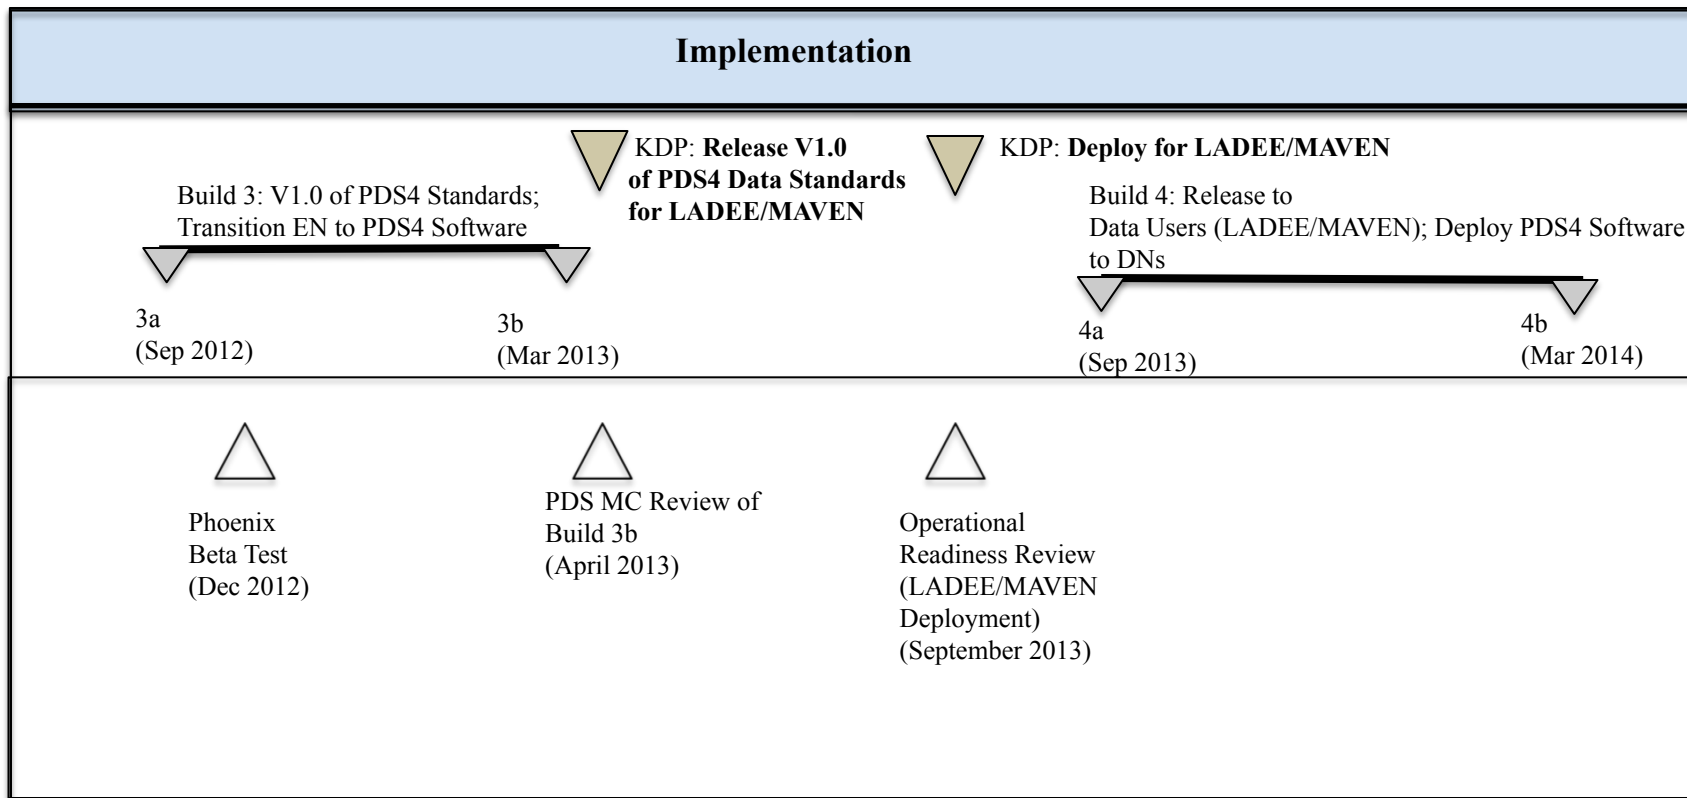 Implementation
KDP: Release V1.0
of PDS4 Data Standards
for LADEE/MAVEN
KDP: Deploy for LADEE/MAVEN
Build 3: V1.0 of PDS4 Standards;
Transition EN to PDS4 Software
Build 4: Release to
Data Users (LADEE/MAVEN); Deploy PDS4 Software
to DNs
3a
(Sep 2012)
3b
(Mar 2013)
4a
(Sep 2013)
4b
(Mar 2014)
Phoenix
Beta Test
(Dec 2012)
PDS MC Review of
Build 3b
(April 2013)
Operational
Readiness Review
(LADEE/MAVEN
Deployment)
(September 2013)